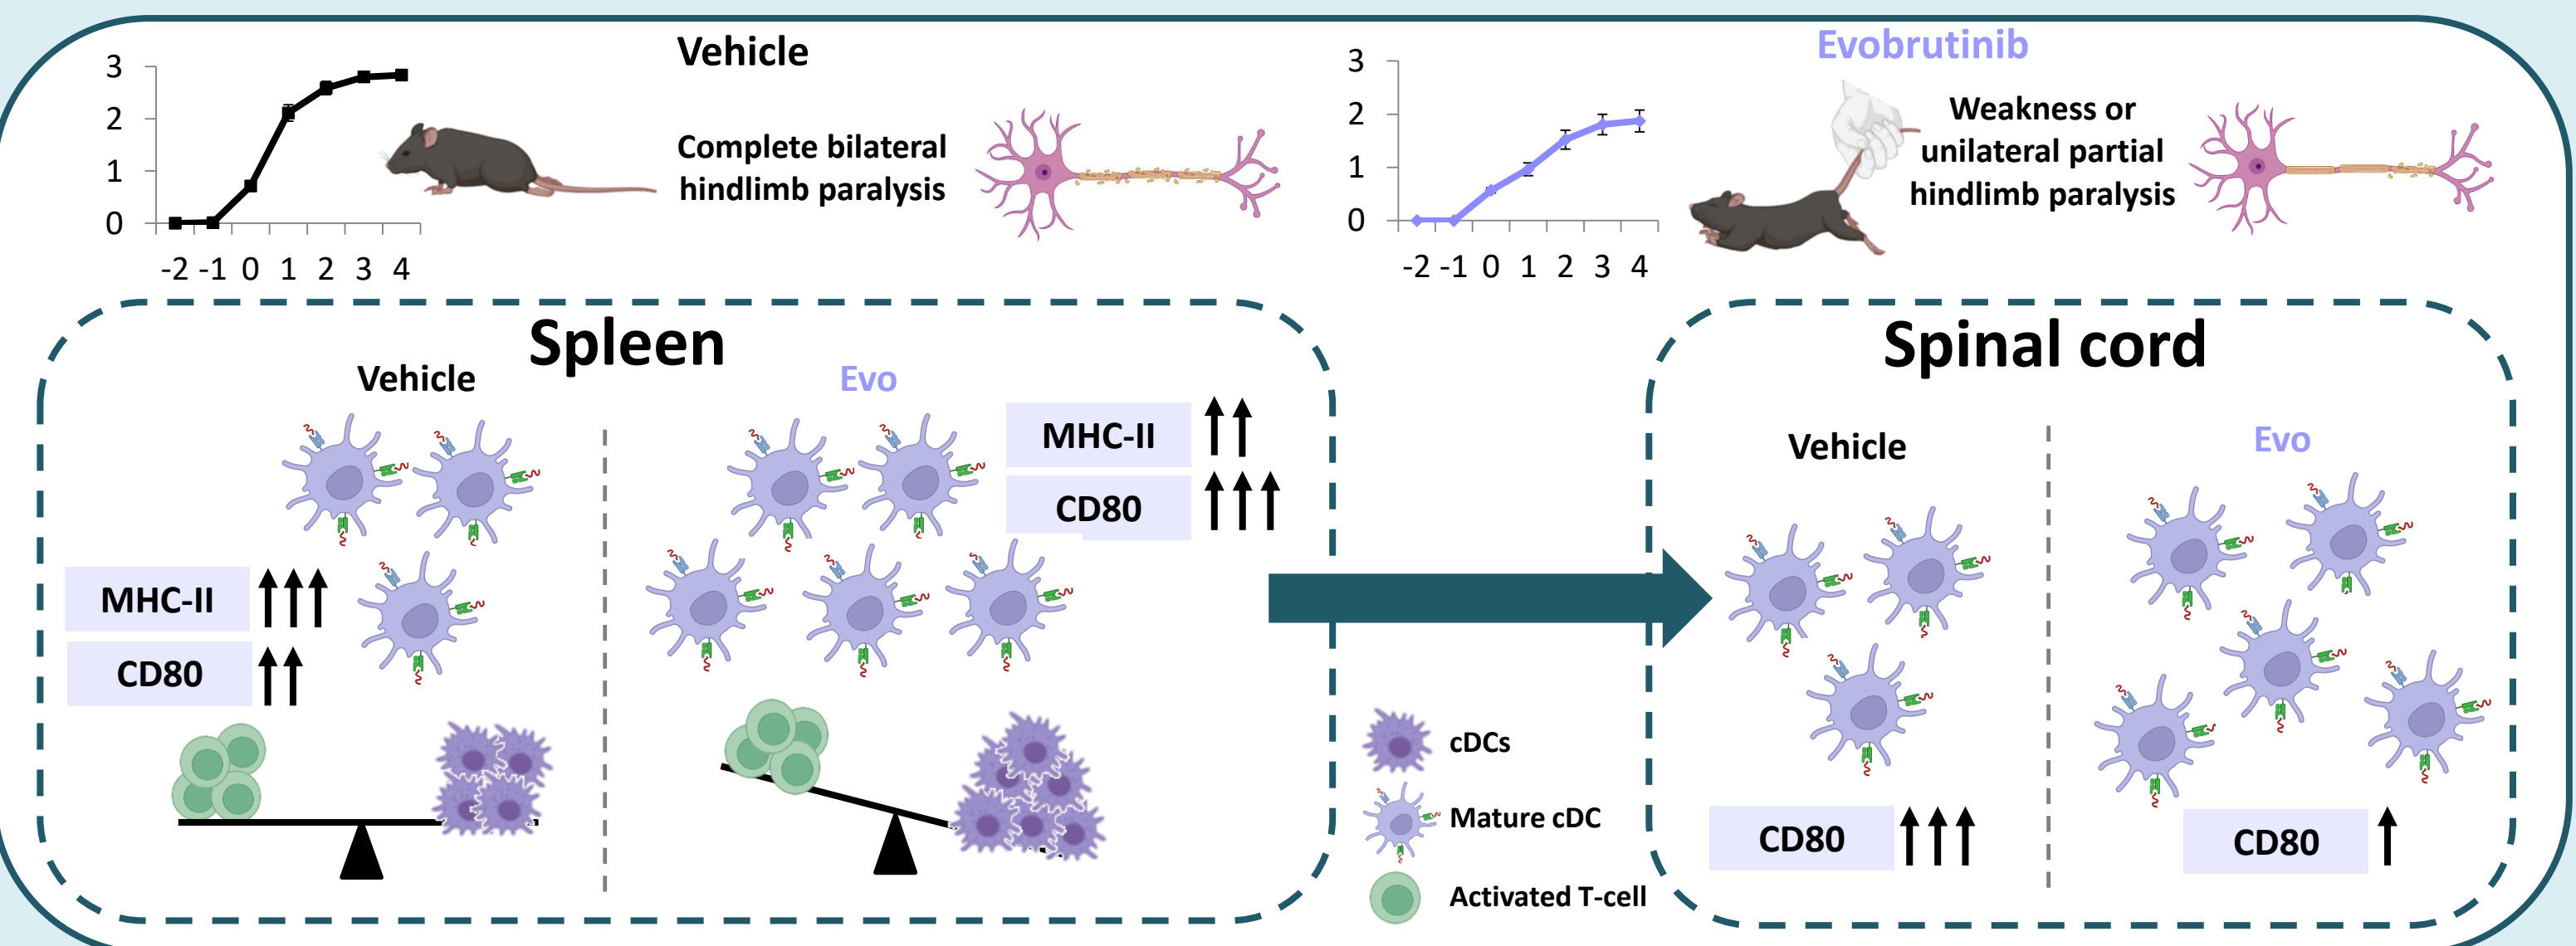 Vehicle
3
2
1
0
-2 -1 0 1 2 3 4
Complete bilateral
hindlimb paralysis
Evobrutinib
3
2
1
0
-2 -1 0 1 2 3 4
Weakness or
unilateral partial
hindlimb paralysis
Spleen
Vehicle
MHC-II
CD80
Evo
MHC-II
CD80
cDCs
Mature cDC
Activated T-cell
Spinal cord
Vehicle
CD80
Evo
CD80